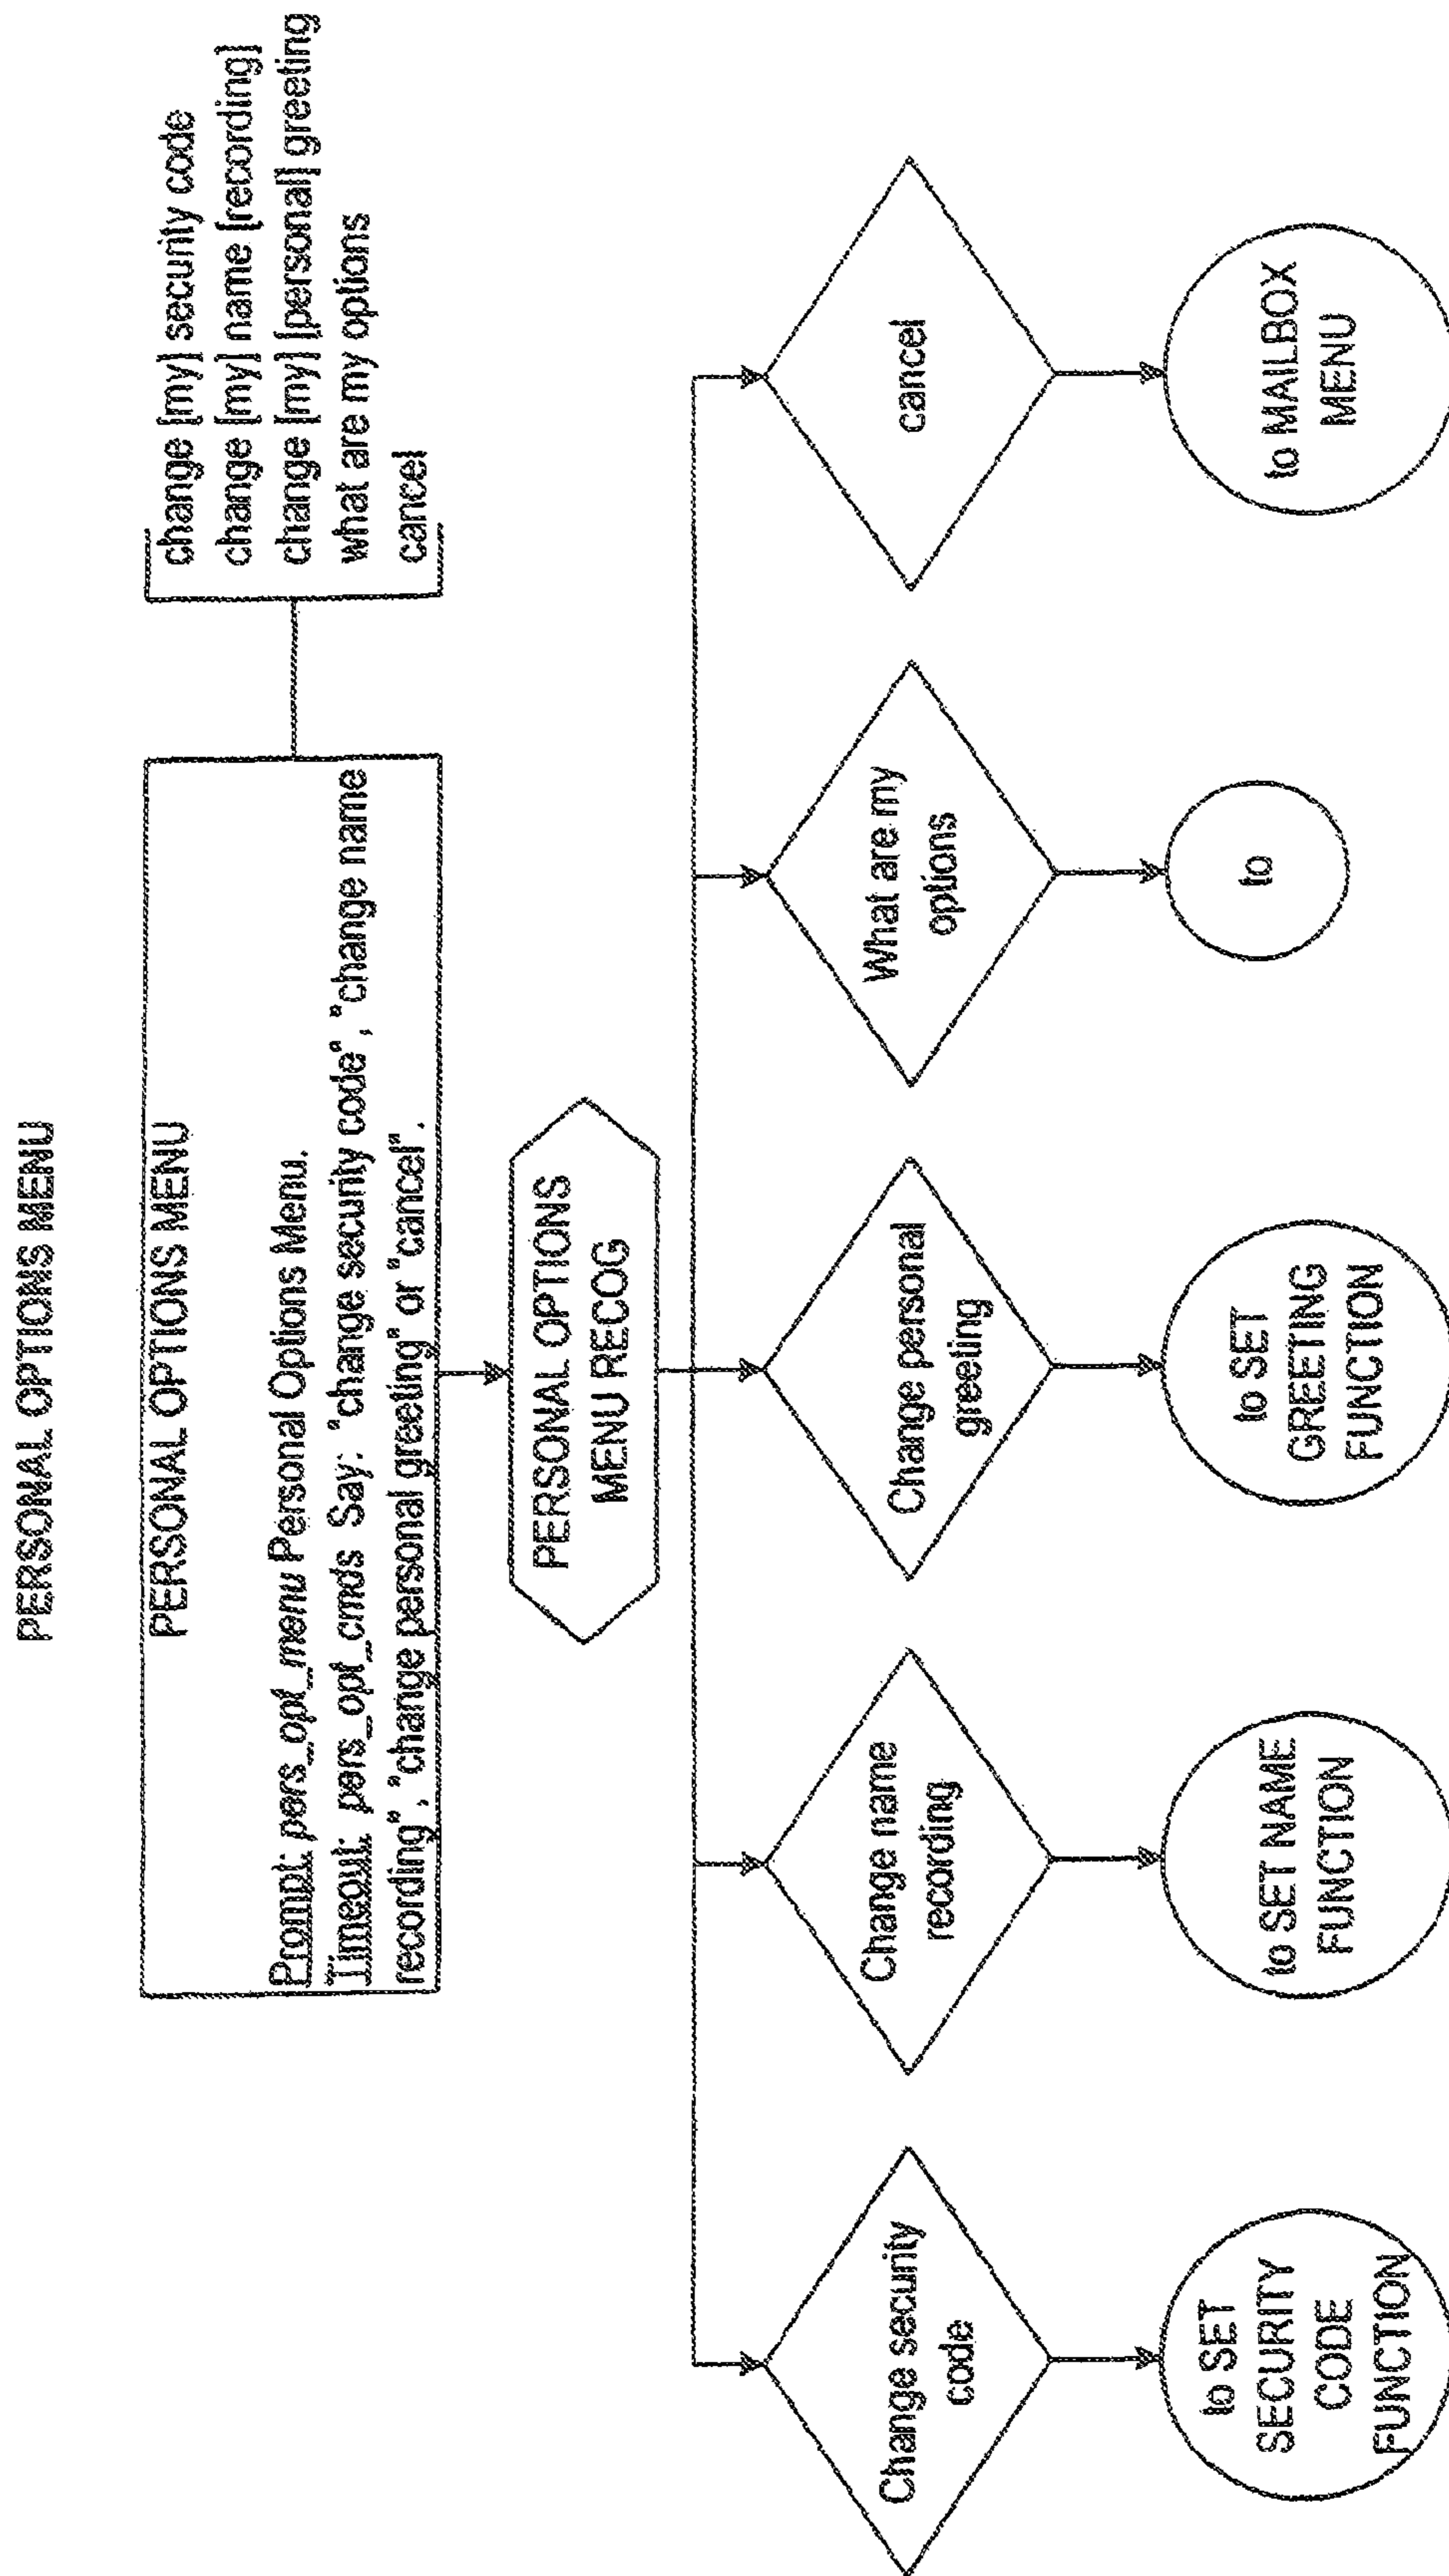 PERSONAL OPTIONS MENU
PERSONAL OPTIONS MENU
Prompt: pers_opt_menu Personal Options Menu.
Timeout: pers_opt_cmds Say: "change security code", "change name
recording", "change personal greeting" or "cancel".
change [my] security code
change [my] name [recording]
change [my] [personal] greeting
what are my options
cancel
PERSONAL OPTIONS
MENU RECOG
Change security
code
Change name
recording
Change personal
greeting
What are my
options
cancel
to SET
SECURITY
CODE
FUNCTION
to SET NAME
FUNCTION
to SET
GREETING
FUNCTION
to
to MAILBOX
MENU